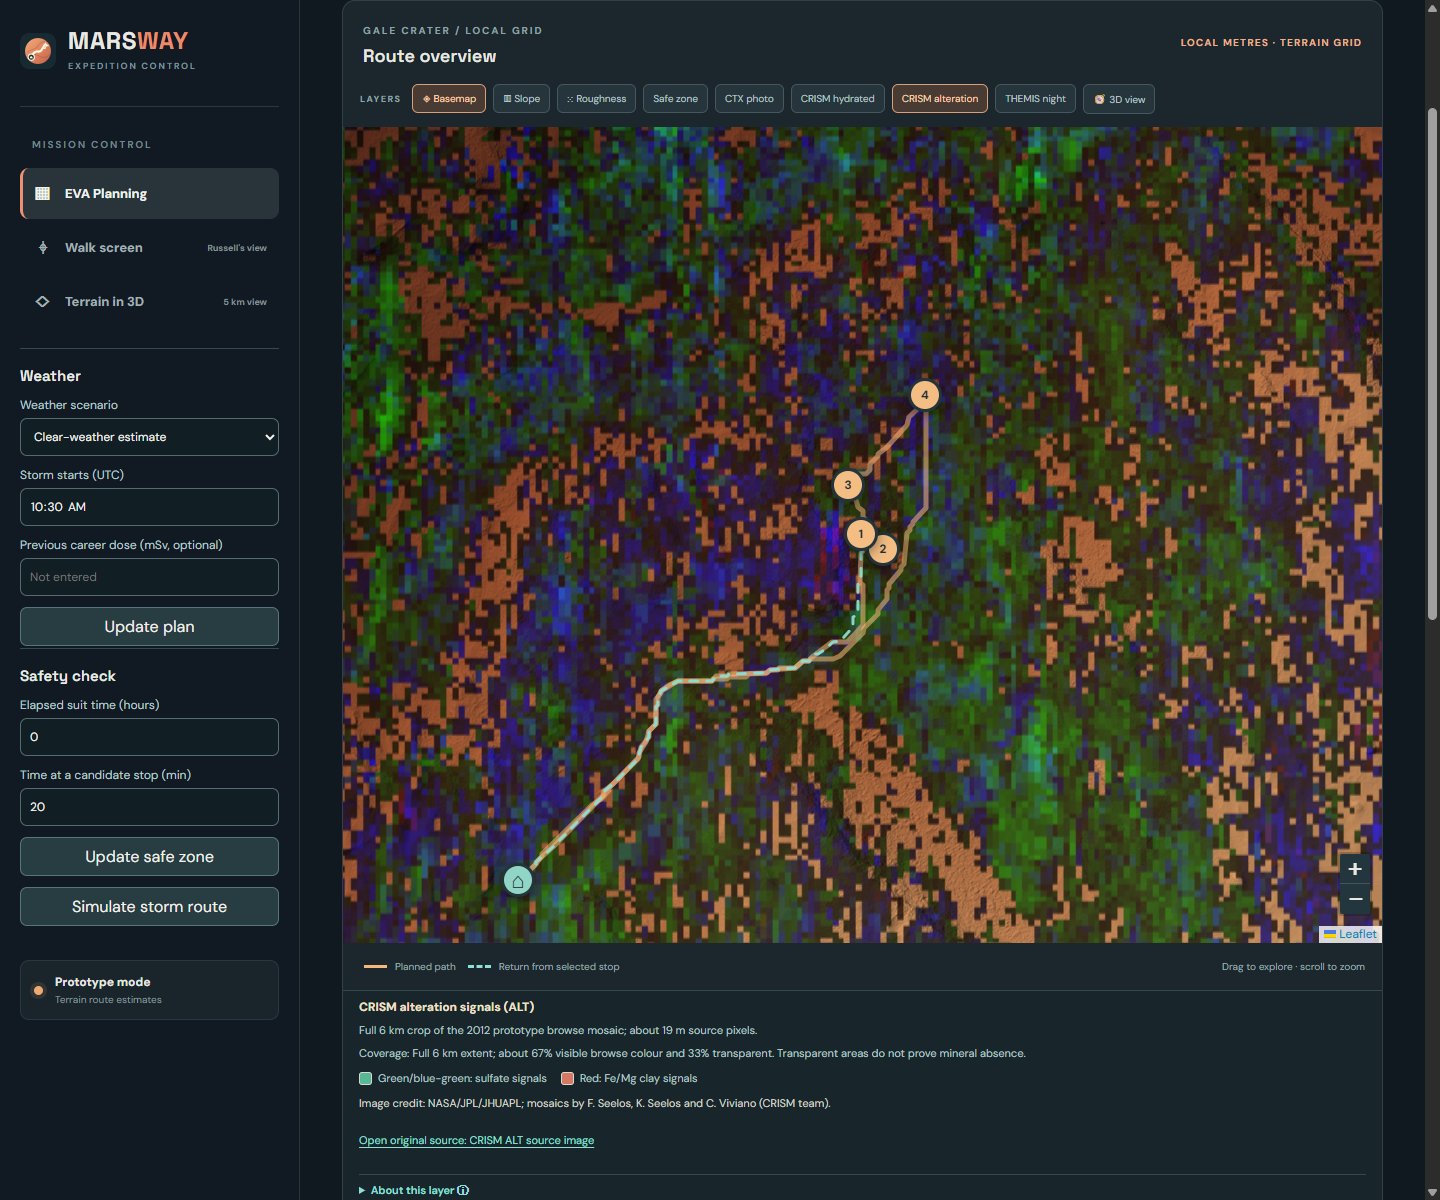 MARSWAY
EXPEDITION CONTROL
MISSION CONTROL
EVA Planning
Walk screen Russell's view
Terrain in 3D 5 km view
Weather
Weather scenario
Clear-weather estimate
Storm starts (UTC)
10:30 AM
Previous career dose (mSv, optional)
Not entered
Update plan
Safety check
Elapsed suit time (hours)
0
Time at a candidate stop (min)
20
Update safe zone
Simulate storm route
Prototype mode
Terrain route estimates
GALE CRATER / LOCAL GRID
Route overview
LOCAL METRES · TERRAIN GRID
LAYERS Basemap Slope Roughness Safe zone CTX photo CRISM hydrated CRISM alteration THEMIS night 3D view
4
3
1
2
+
−
Leaflet
Planned path Return from selected stop Drag to explore · scroll to zoom
CRISM alteration signals (ALT)
Full 6 km crop of the 2012 prototype browse mosaic; about 19 m source pixels.
Coverage: Full 6 km extent; about 67% visible browse colour and 33% transparent. Transparent areas do not prove mineral absence.
Green/blue-green: sulfate signals Red: Fe/Mg clay signals
Image credit: NASA/JPL/JHUAPL; mosaics by F. Seelos, K. Seelos and C. Viviano (CRISM team).
Open original source: CRISM ALT source image
About this layer ⓘ